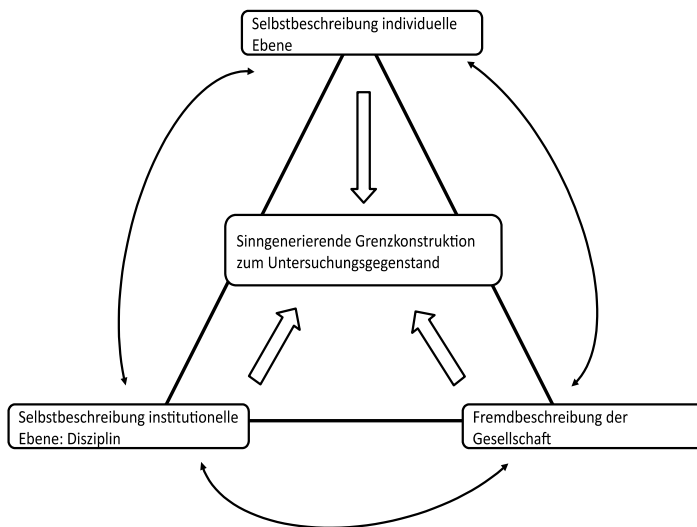 Selbstbeschreibung individuelle
Ebene
Sinngenerierende Grenzkonstruktion
zum Untersuchungsgegenstand
Selbstbeschreibung institutionelle
Ebene: Disziplin
Fremdbeschreibung der
Gesellschaft